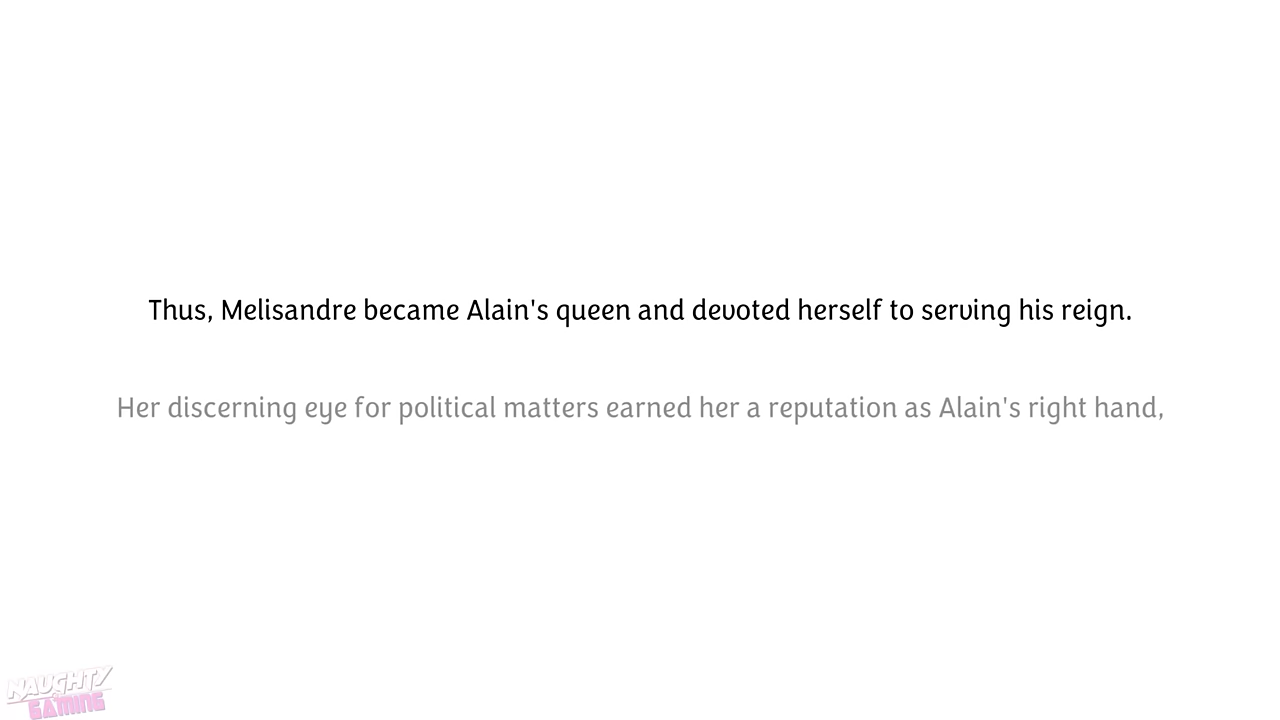 Thus, Melisandre became Alain's queen and devoted herself to serving his reign.
Her discerning eye for political matters earned her a reputation as Alain's right hand,
NAUGHTY
GAMING